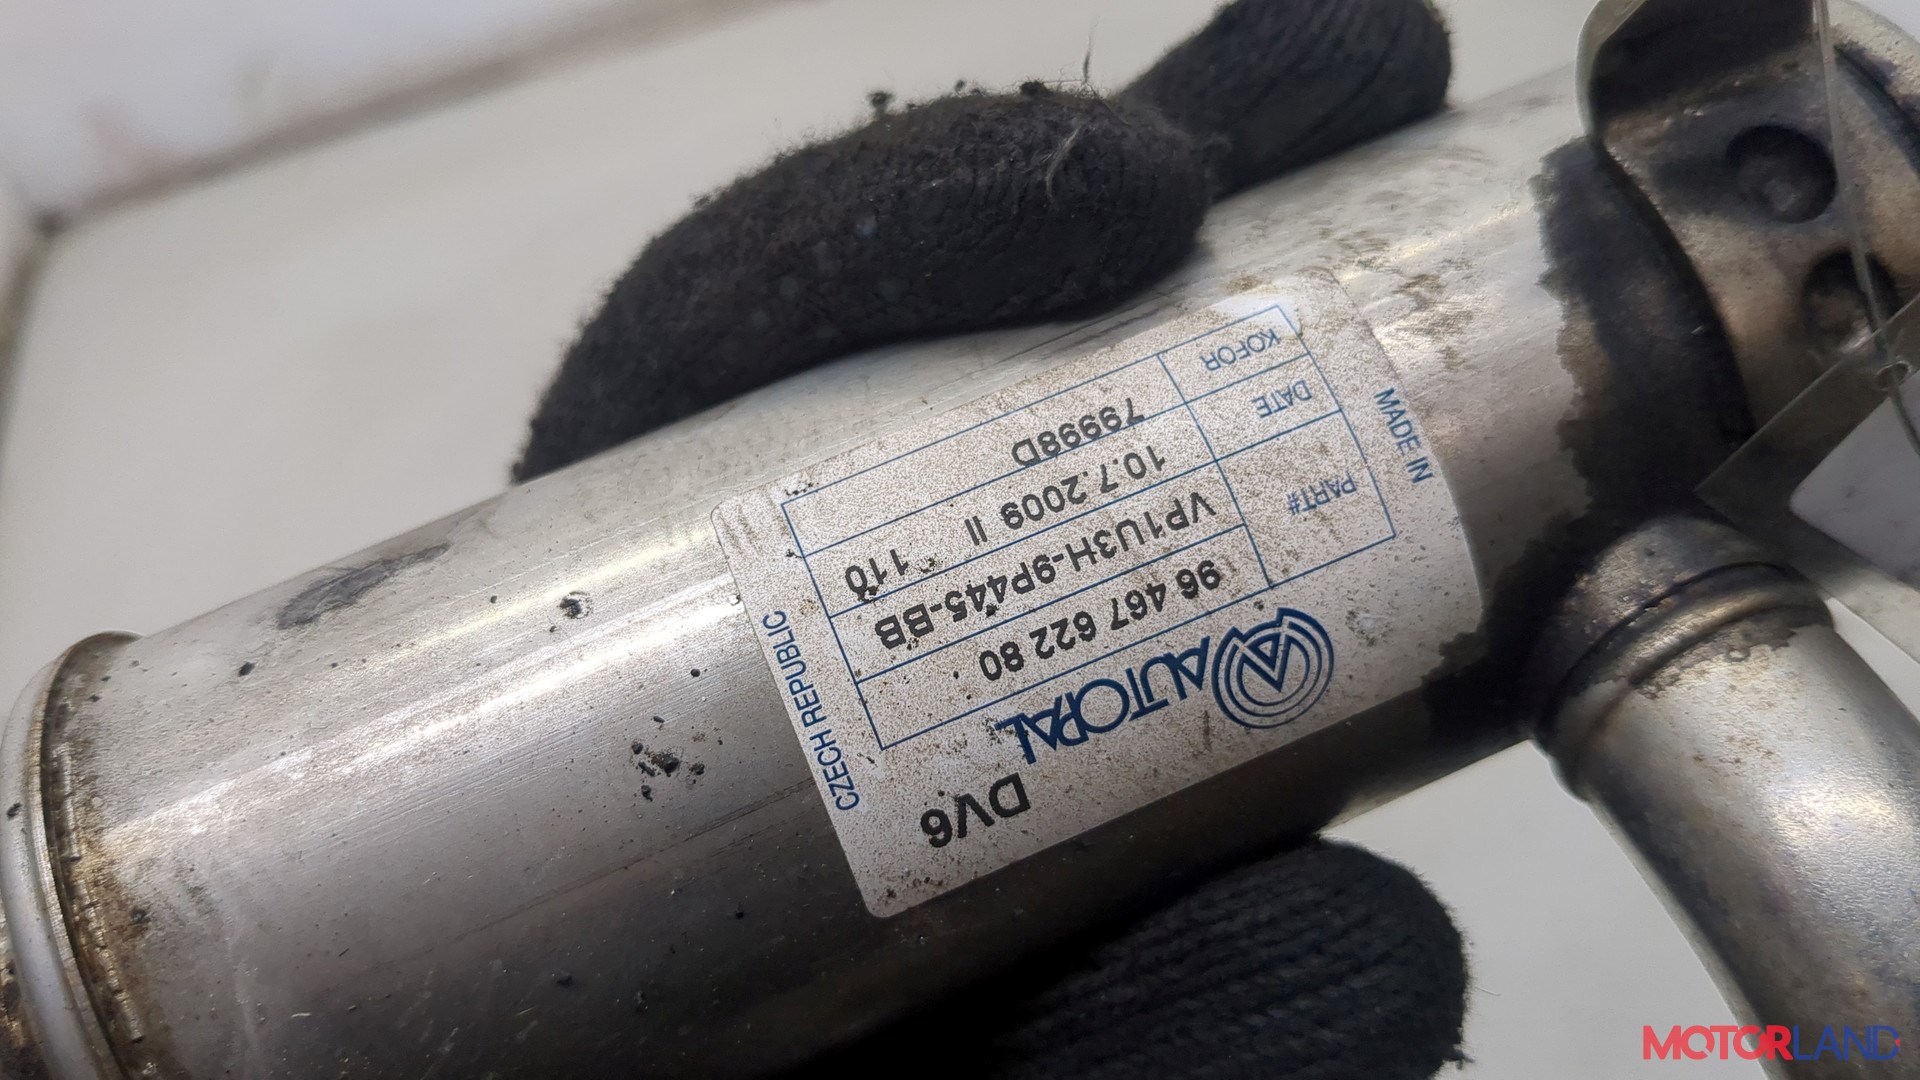 DV6
AUTOPAL
96 467 622 80
PART# VP1U3H-9P445-BB
DATE 10.7.2009 II 110
KOFOR 79998D
MADE IN
CZECH REPUBLIC
MOTORLAND